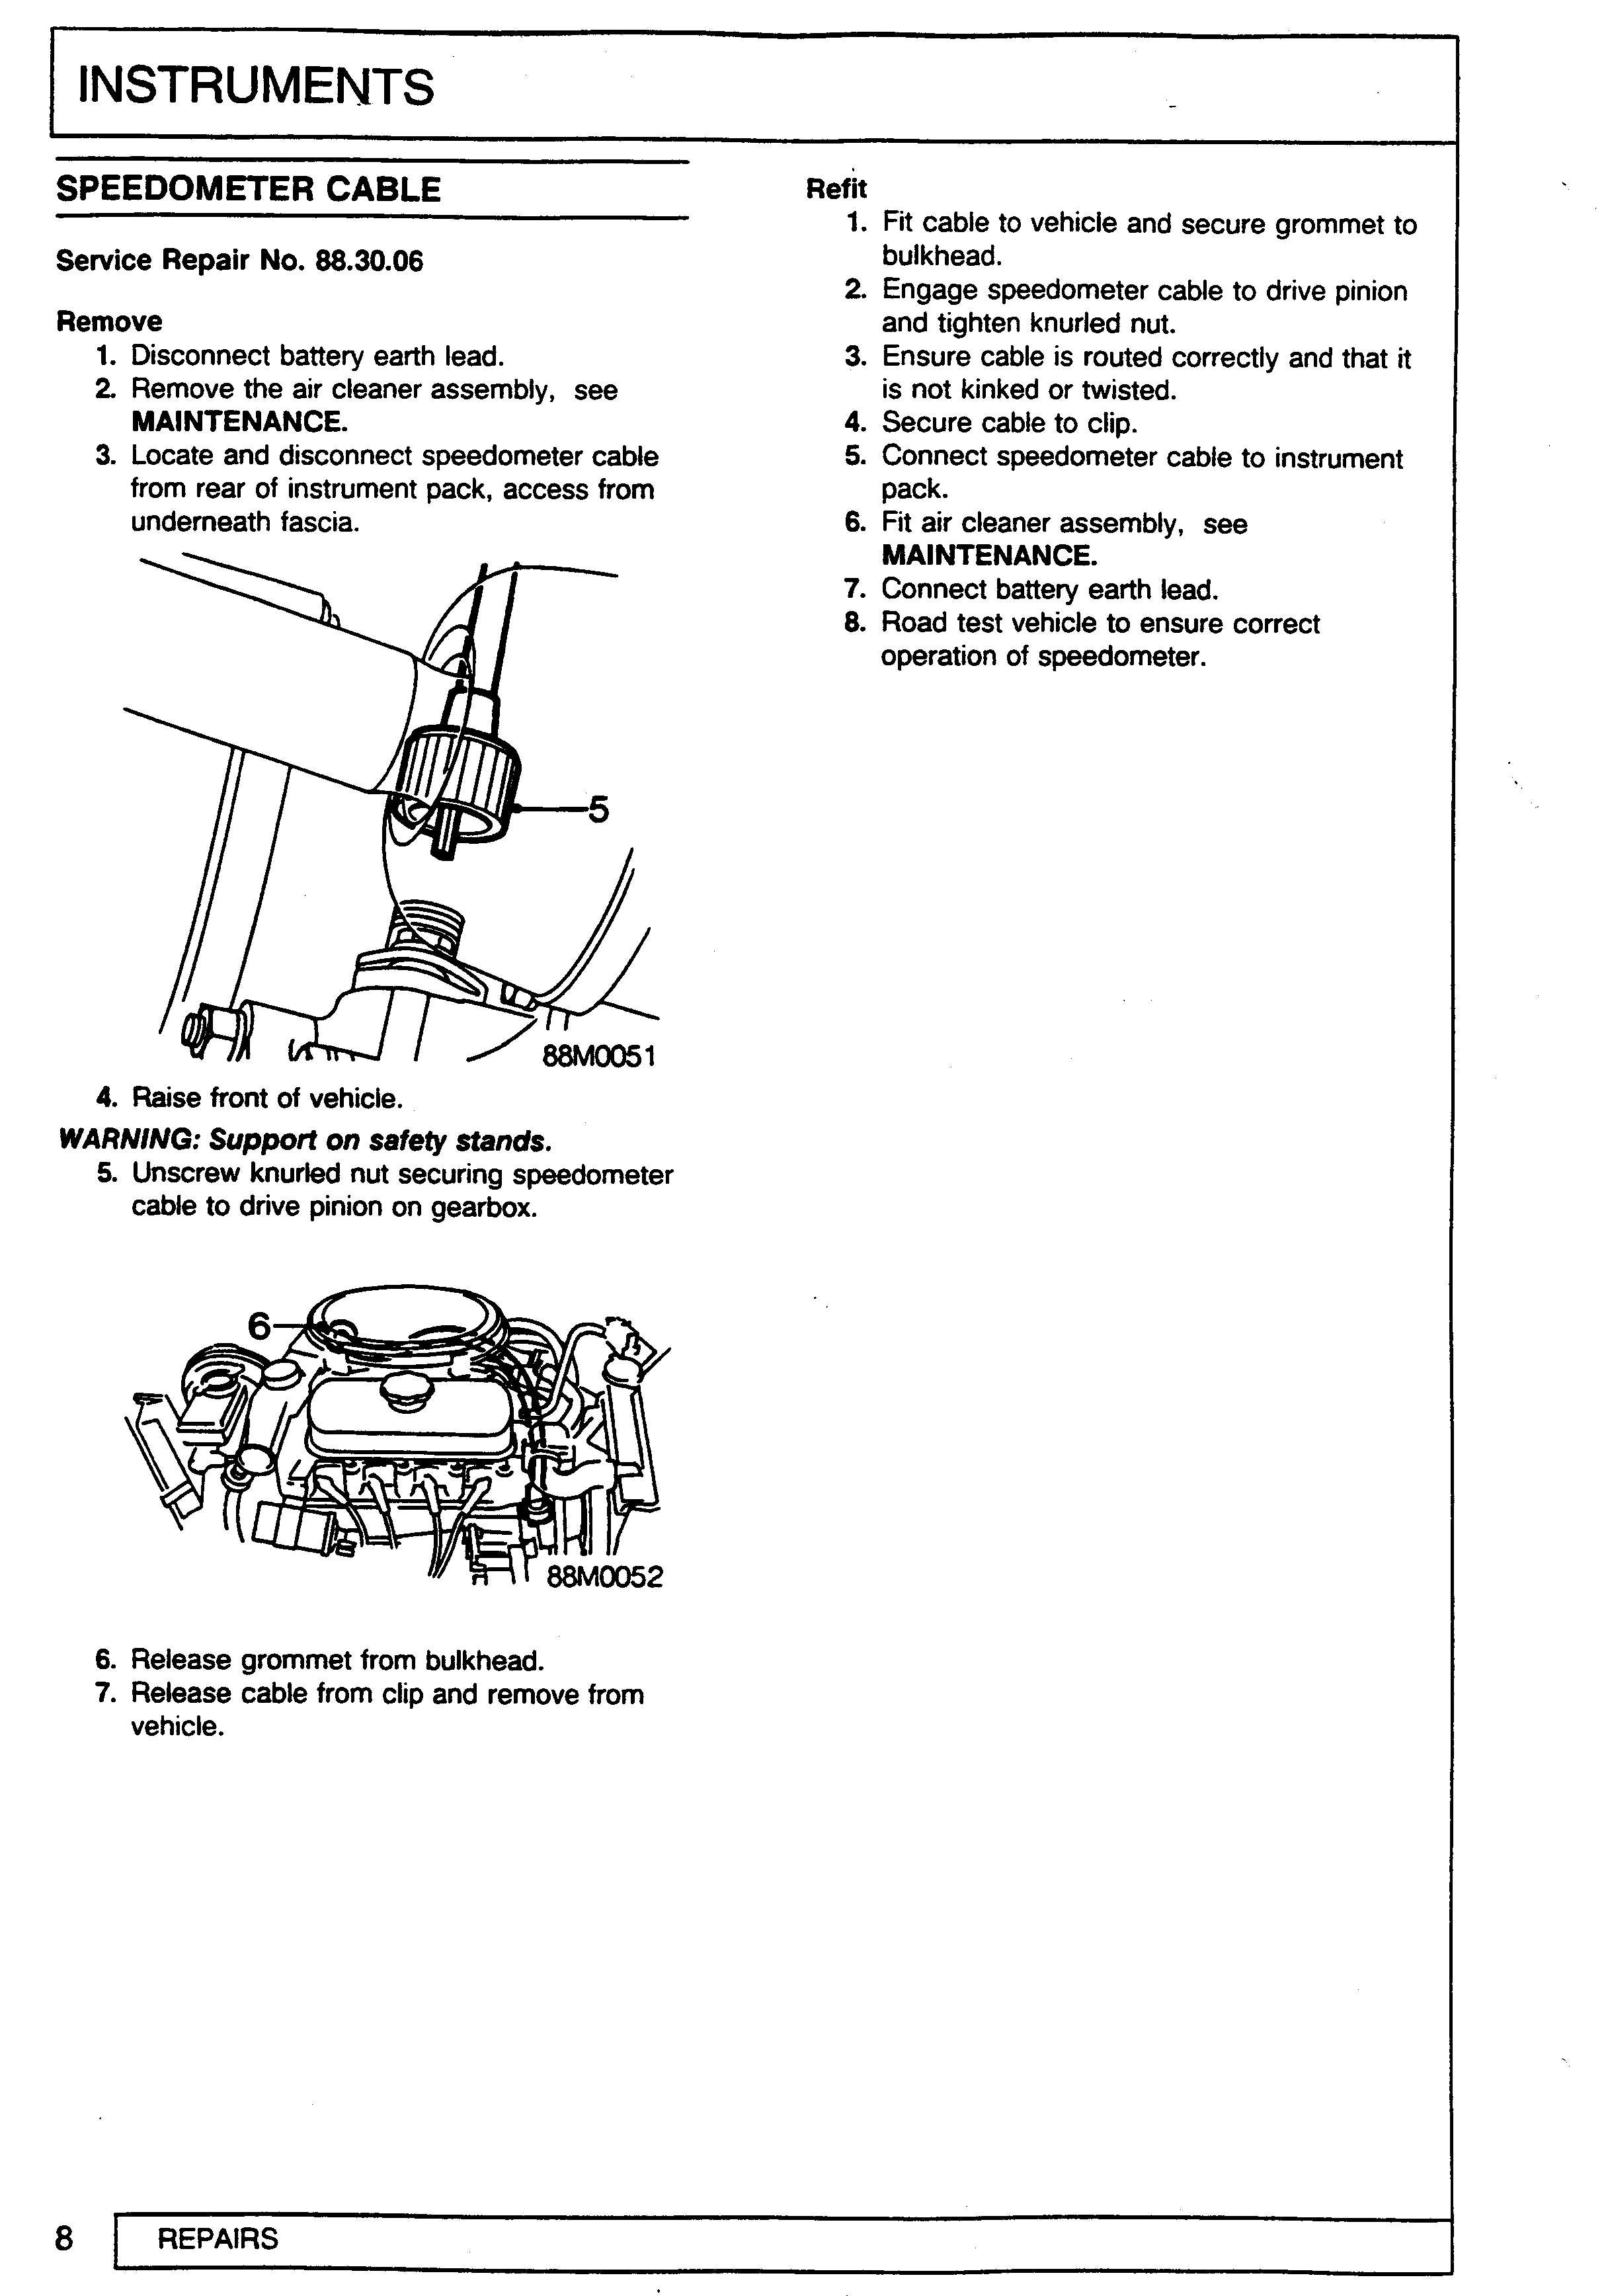 INSTRUMENTS
SPEEDOMETER CABLE
Service Repair No. 88.30.06
Remove
1. Disconnect battery earth lead.
2. Remove the air cleaner assembly, see
MAINTENANCE.
3. Locate and disconnect speedometer cable
from rear of instrument pack, access from
underneath fascia.
5
88M0051
4. Raise front of vehicle.
WARNING: Support on safety stands.
5. Unscrew knurled nut securing speedometer
cable to drive pinion on gearbox.
6
88M0052
6. Release grommet from bulkhead.
7. Release cable from clip and remove from
vehicle.
Refit
1. Fit cable to vehicle and secure grommet to
bulkhead.
2. Engage speedometer cable to drive pinion
and tighten knurled nut.
3. Ensure cable is routed correctly and that it
is not kinked or twisted.
4. Secure cable to clip.
5. Connect speedometer cable to instrument
pack.
6. Fit air cleaner assembly, see
MAINTENANCE.
7. Connect battery earth lead.
8. Road test vehicle to ensure correct
operation of speedometer.
8
REPAIRS